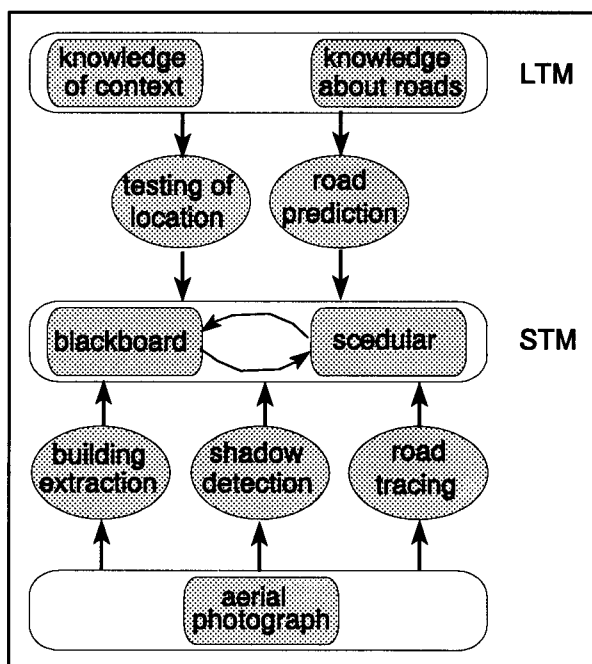 knowledge
of context
knowledge
about roads
LTM
testing of
location
road
prediction
blackboard
scedular
STM
building
extraction
shadow
detection
road
tracing
aerial
photograph